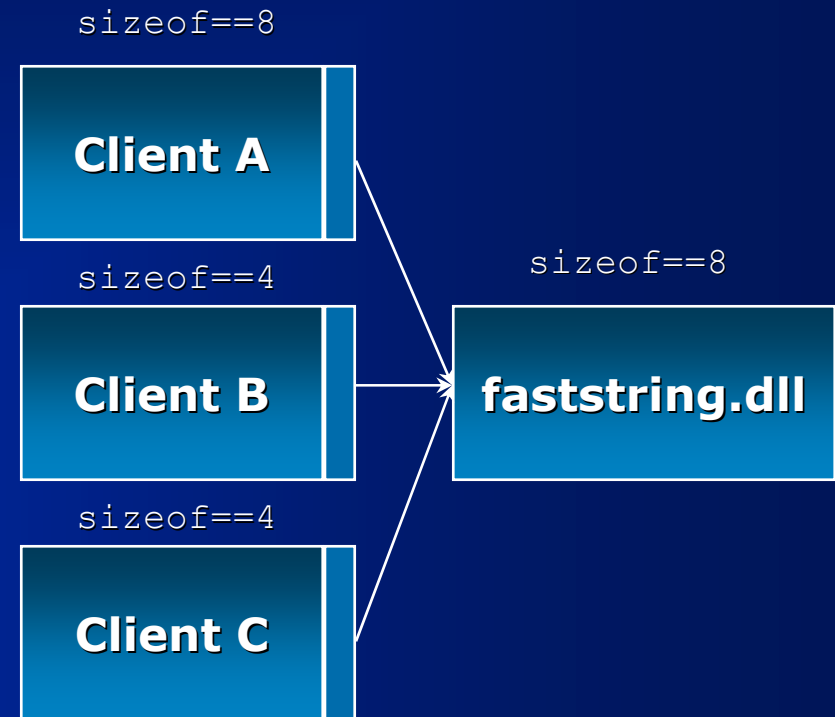 sizeof==8
Client A
sizeof==4
Client B
sizeof==8
faststring.dll
sizeof==4
Client C